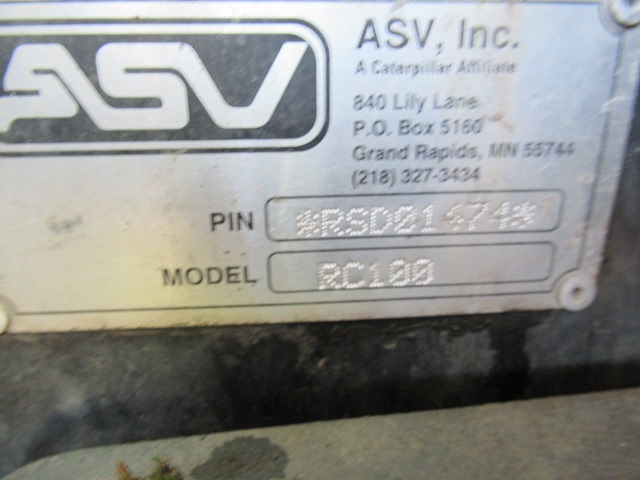 ASV
ASV, Inc.
A Caterpillar Affiliate
840 Lily Lane
P.O. Box 5160
Grand Rapids, MN 55744
(218) 327-3434
PIN
MODEL RC100